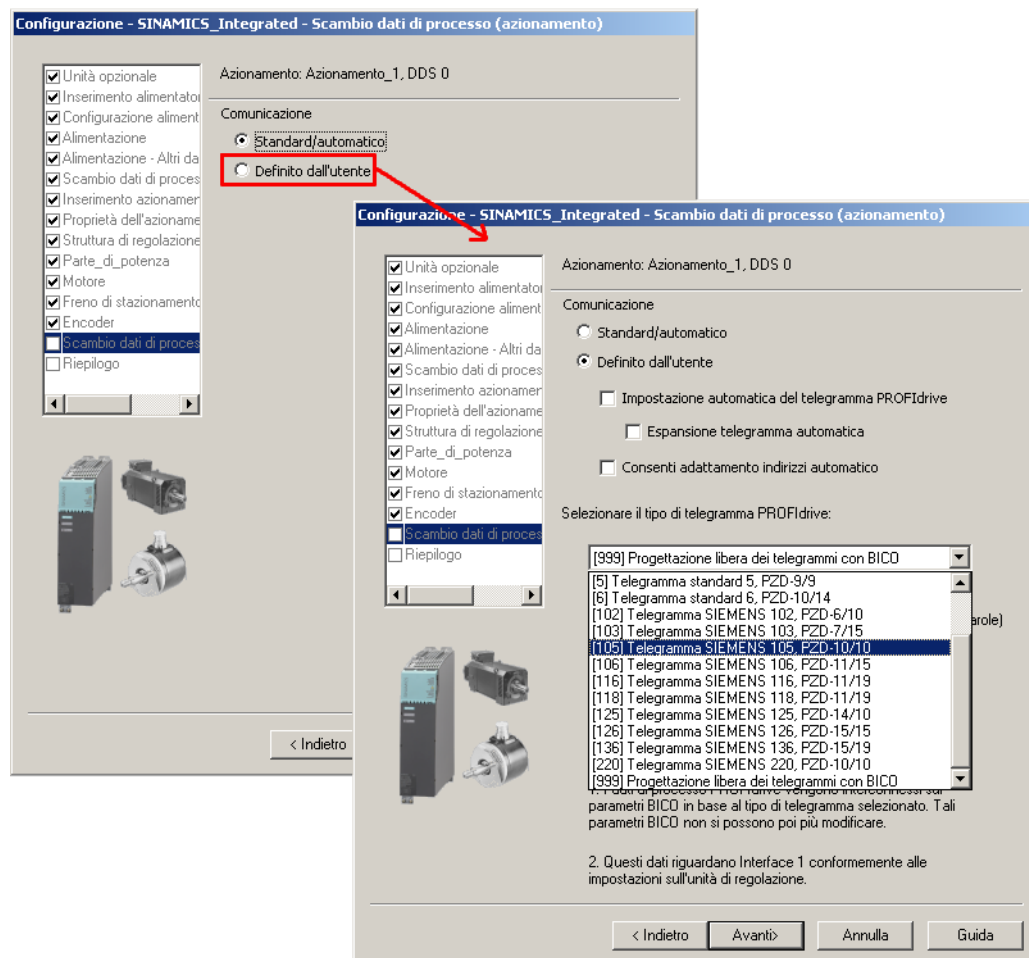 Configurazione - SINAMICS_Integrated - Scambio dati di processo (azionamento)
Unità opzionale
Inserimento alimentator
Configurazione aliment
Alimentazione
Alimentazione - Altri da
Scambio dati di proces
Inserimento azionamer
Proprietà dell'azioname
Struttura di regolazione
Parte_di_potenza
Motore
Freno di stazionamento
Encoder
Scambio dati di proces
Riepilogo
Azionamento: Azionamento_1, DDS 0
Comunicazione
Standard/automatico
Definito dall'utente
< Indietro
Configurazione - SINAMICS_Integrated - Scambio dati di processo (azionamento)
Unità opzionale
Inserimento alimentator
Configurazione aliment
Alimentazione
Alimentazione - Altri da
Scambio dati di proces
Inserimento azionamer
Proprietà dell'azioname
Struttura di regolazione
Parte_di_potenza
Motore
Freno di stazionamento
Encoder
Scambio dati di proces
Riepilogo
Azionamento: Azionamento_1, DDS 0
Comunicazione
Standard/automatico
Definito dall'utente
Impostazione automatica del telegramma PROFIdrive
Espansione telegramma automatica
Consenti adattamento indirizzi automatico
Selezionare il tipo di telegramma PROFIdrive:
[999] Progettazione libera dei telegrammi con BICO
[5] Telegramma standard 5, PZD-9/9
[6] Telegramma standard 6, PZD-10/14
[102] Telegramma SIEMENS 102, PZD-6/10
[103] Telegramma SIEMENS 103, PZD-7/15
arole)
[105] Telegramma SIEMENS 105, PZD-10/10
[106] Telegramma SIEMENS 106, PZD-11/15
[116] Telegramma SIEMENS 116, PZD-11/19
[118] Telegramma SIEMENS 118, PZD-11/19
[125] Telegramma SIEMENS 125, PZD-14/10
[126] Telegramma SIEMENS 126, PZD-15/15
[136] Telegramma SIEMENS 136, PZD-15/19
[220] Telegramma SIEMENS 220, PZD-10/10
[999] Progettazione libera dei telegrammi con BICO
1. I dati di processo PROFIdrive vengono interconnessi sui
parametri BICO in base al tipo di telegramma selezionato. Tali
parametri BICO non si possono poi più modificare.
2. Questi dati riguardano Interface 1 conformemente alle
impostazioni sull'unità di regolazione.
< Indietro
Avanti>
Annulla
Guida